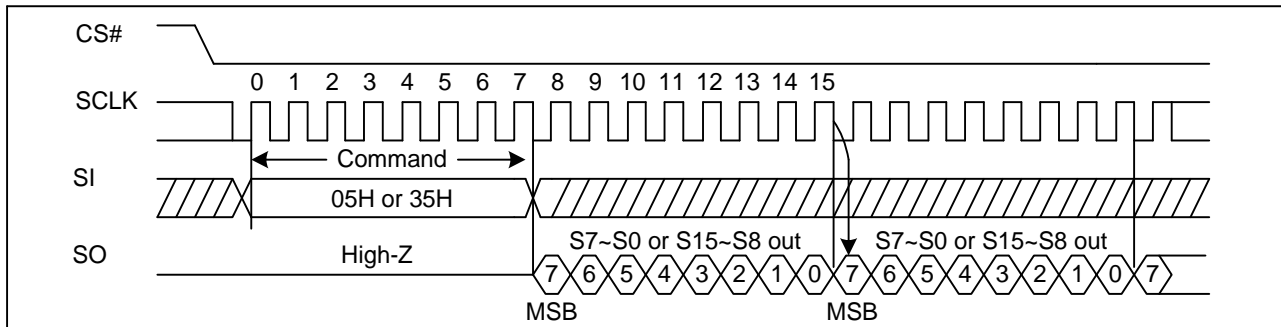 CS#
0 1 2 3 4 5 6 7 8 9 10 11 12 13 14 15
SCLK
Command
SI
05H or 35H
S7~S0 or S15~S8 out S7~S0 or S15~S8 out
SO High-Z
7 6 5 4 3 2 1 0 7 6 5 4 3 2 1 0 7
MSB MSB